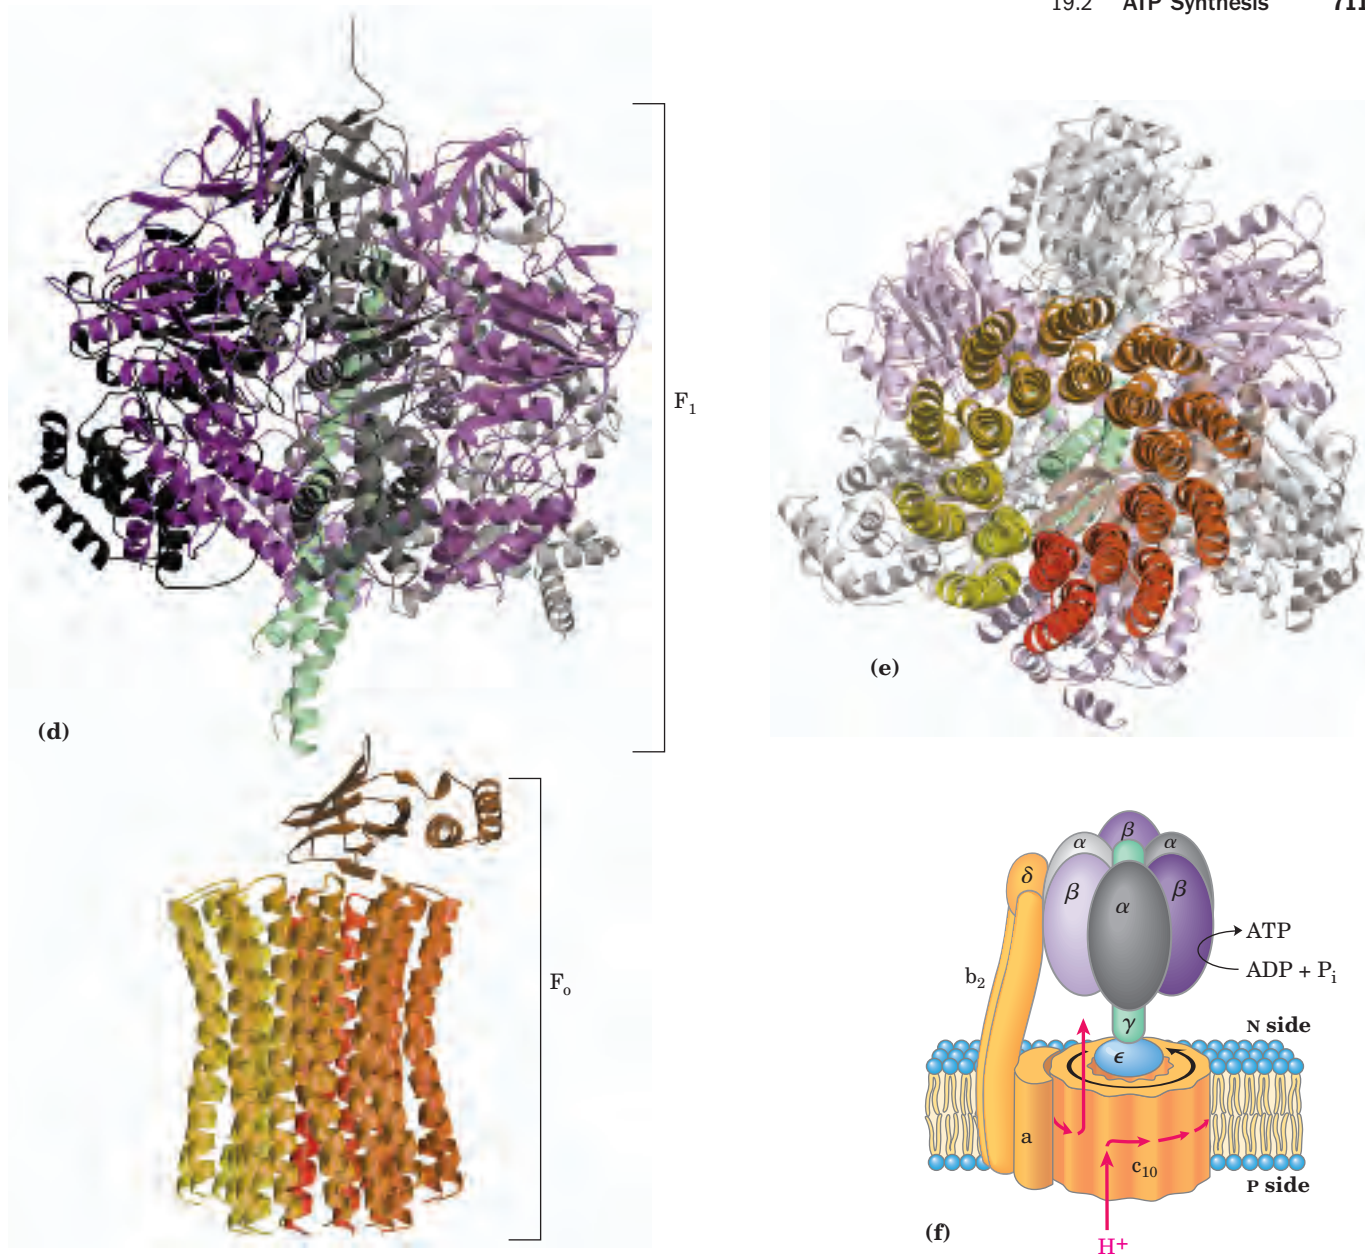 19.2 ATP Synthesis 711
F₁
(d)
Fₒ
(e)
β
α α
δ
β β
α
ATP
b₂
ADP + Pᵢ
γ
N side
ϵ
a
c₁₀
P side
(f)
H⁺